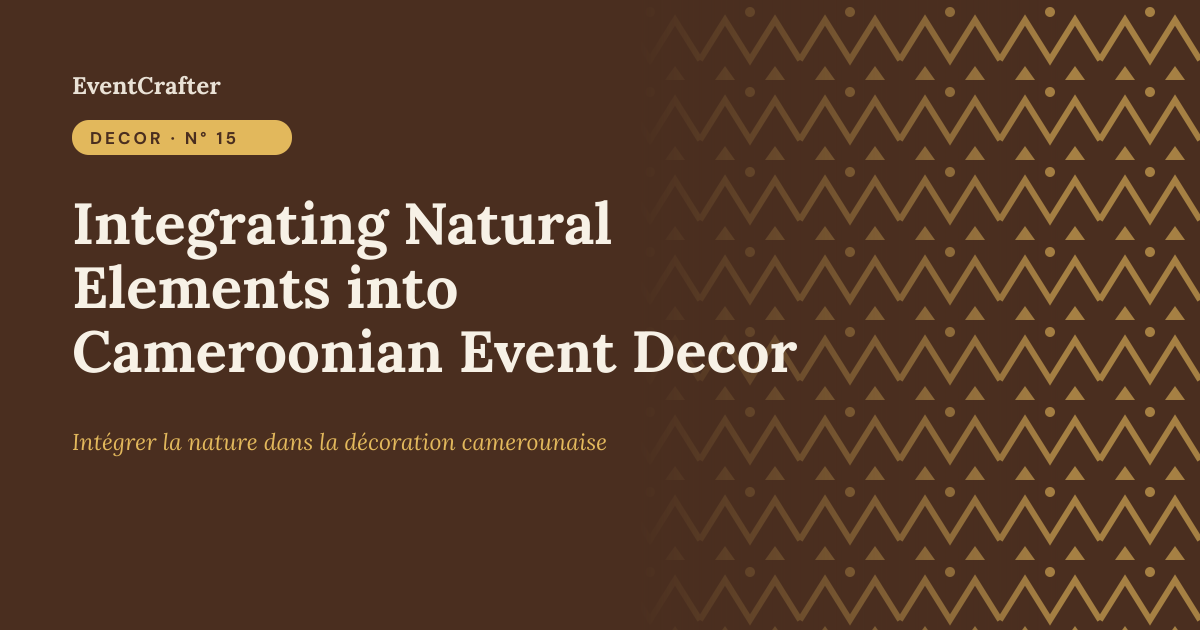 EventCrafter
DECOR · N° 15
Integrating Natural
Elements into
Cameroonian Event Decor
Intégrer la nature dans la décoration camerounaise